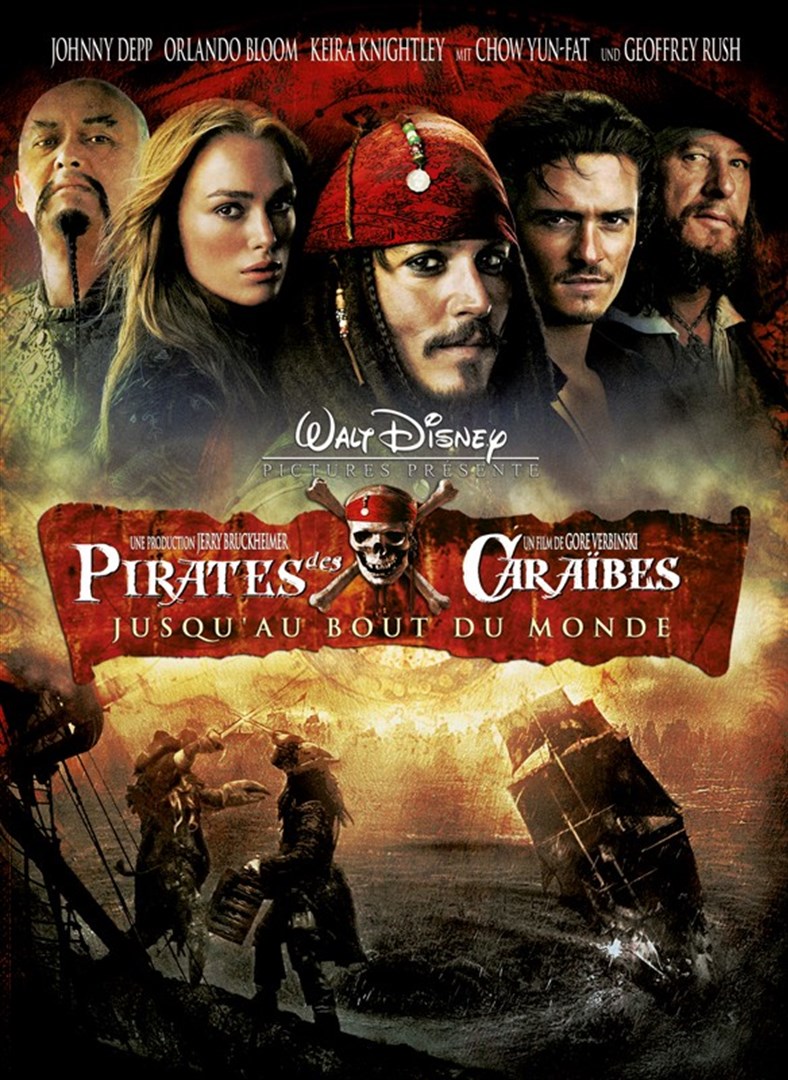 JOHNNY DEPP ORLANDO BLOOM KEIRA KNIGHTLEY MIT CHOW YUN-FAT UND GEOFFREY RUSH
WALT DISNEY
PICTURES PRÉSENTE
UNE PRODUCTION JERRY BRUCKHEIMER UN FILM DE GORE VERBINSKI
PIRATES des CARAÏBES
JUSQU'AU BOUT DU MONDE